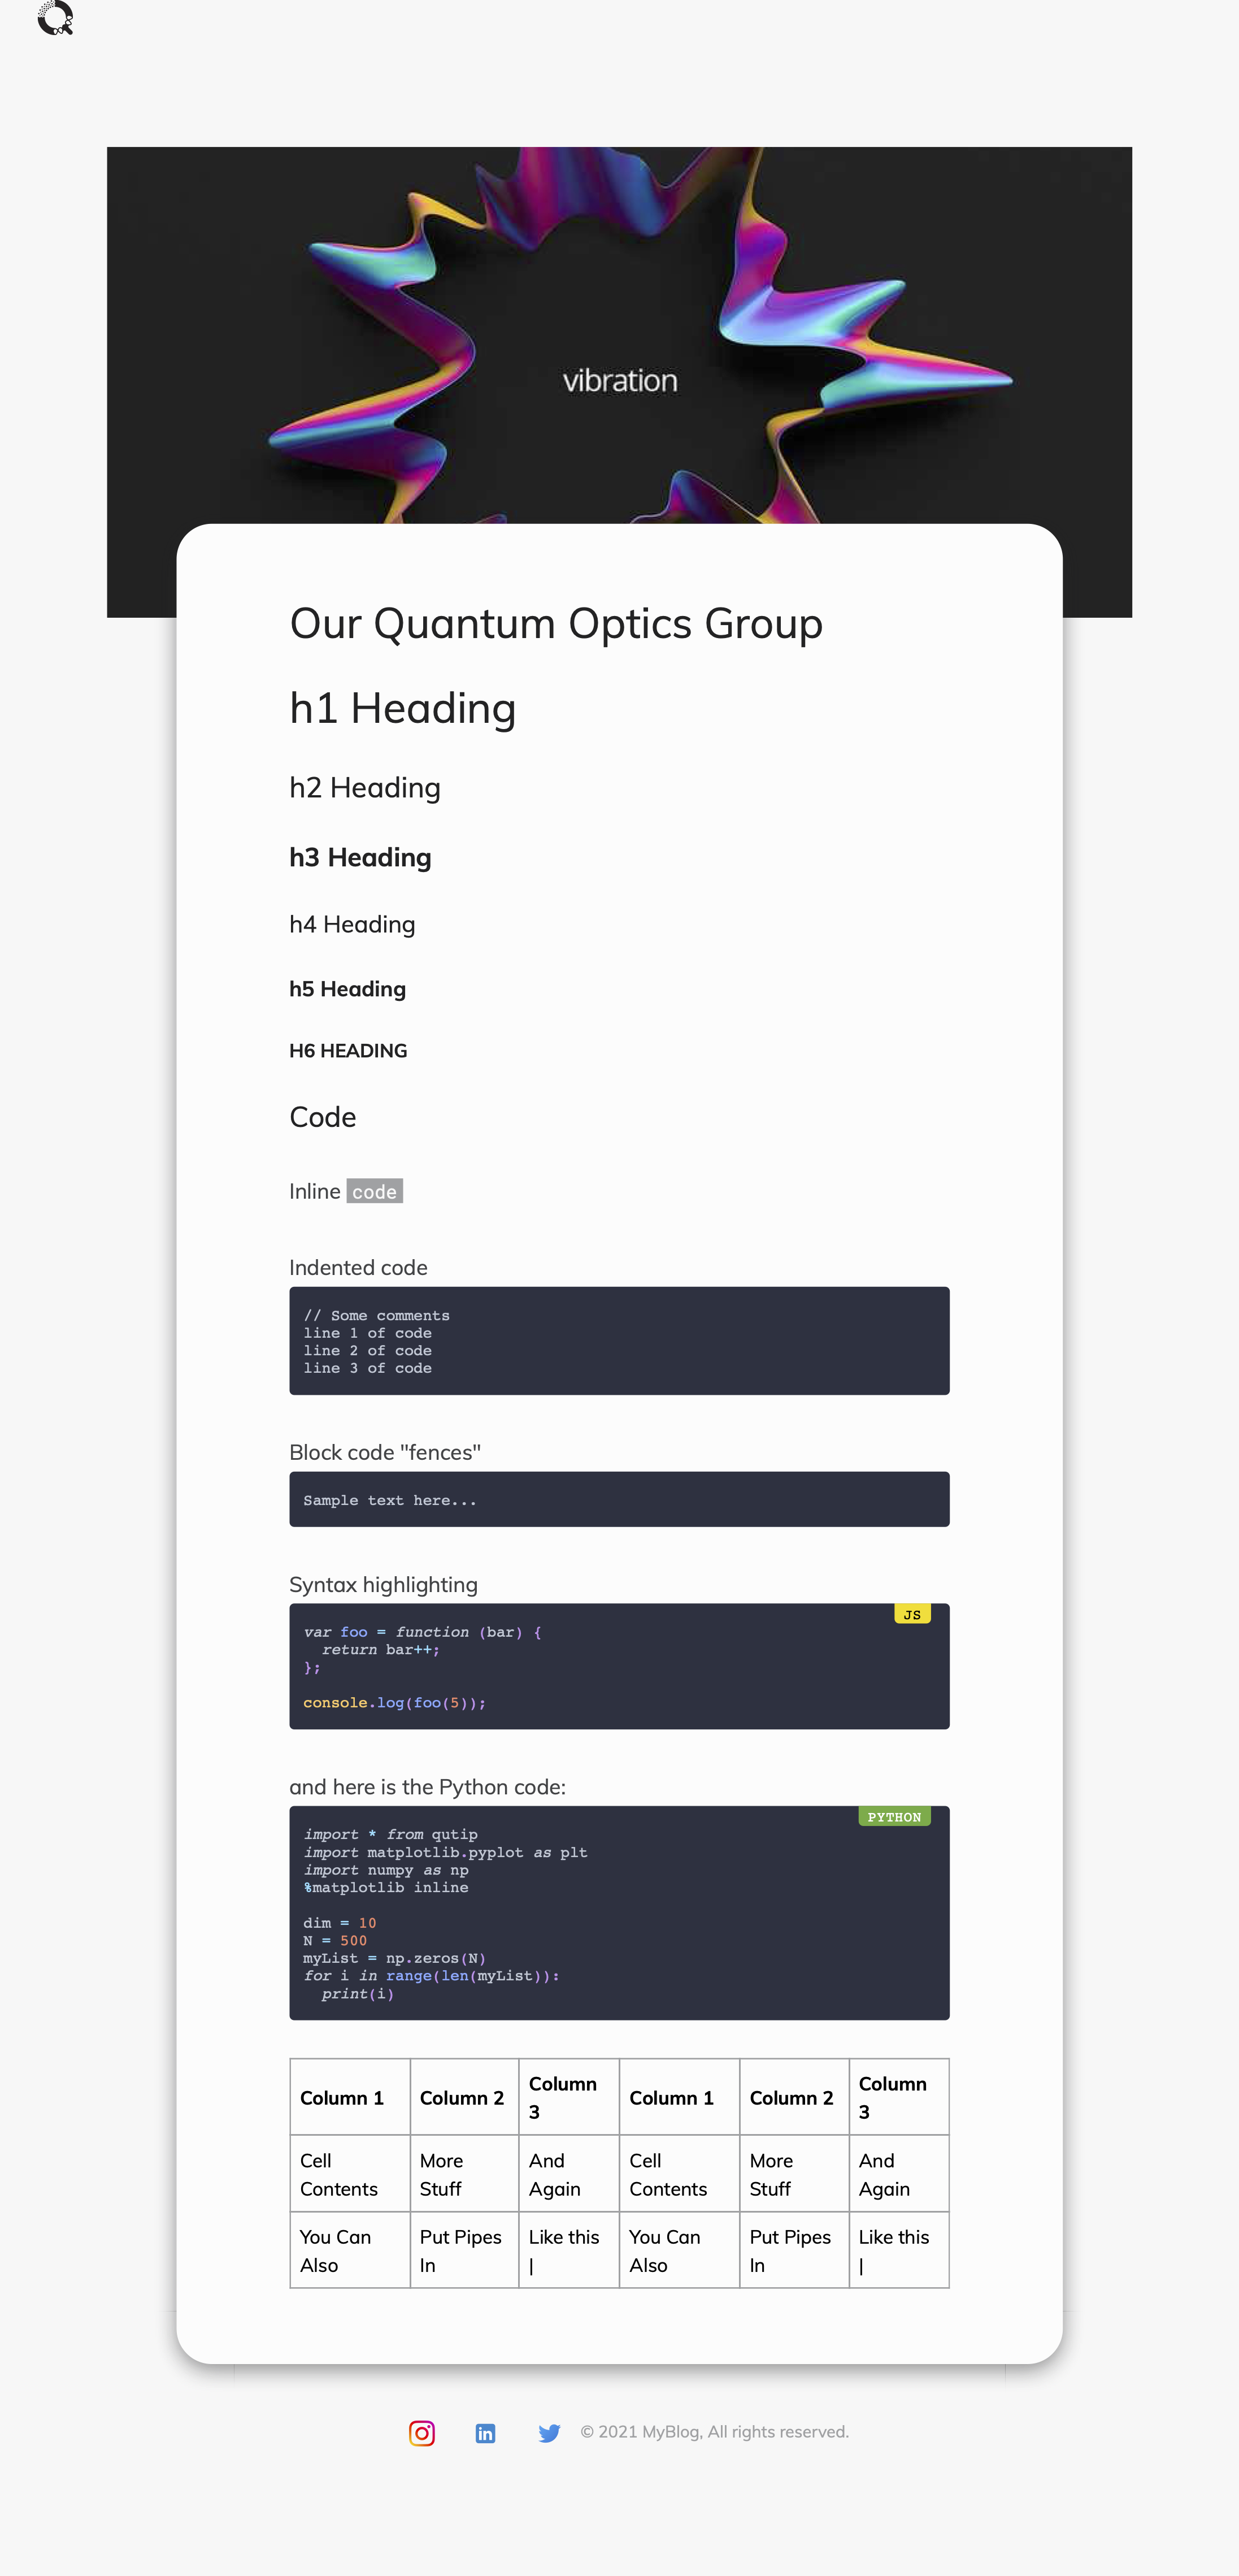 vibration
Our Quantum Optics Group
h1 Heading
h2 Heading
h3 Heading
h4 Heading
h5 Heading
H6 HEADING
Code
Inline code
Indented code
// Some comments
line 1 of code
line 2 of code
line 3 of code
Block code "fences"
Sample text here...
Syntax highlighting
JS
var foo = function (bar) {
  return bar++;
};
console.log(foo(5));
and here is the Python code:
PYTHON
import * from qutip
import matplotlib.pyplot as plt
import numpy as np
%matplotlib inline
dim = 10
N = 500
myList = np.zeros(N)
for i in range(len(myList)):
  print(i)
Column 1 Column 2 Column 3 Column 1 Column 2 Column 3
Cell Contents More Stuff And Again Cell Contents More Stuff And Again
You Can Also Put Pipes In Like this | You Can Also Put Pipes In Like this |
in © 2021 MyBlog, All rights reserved.